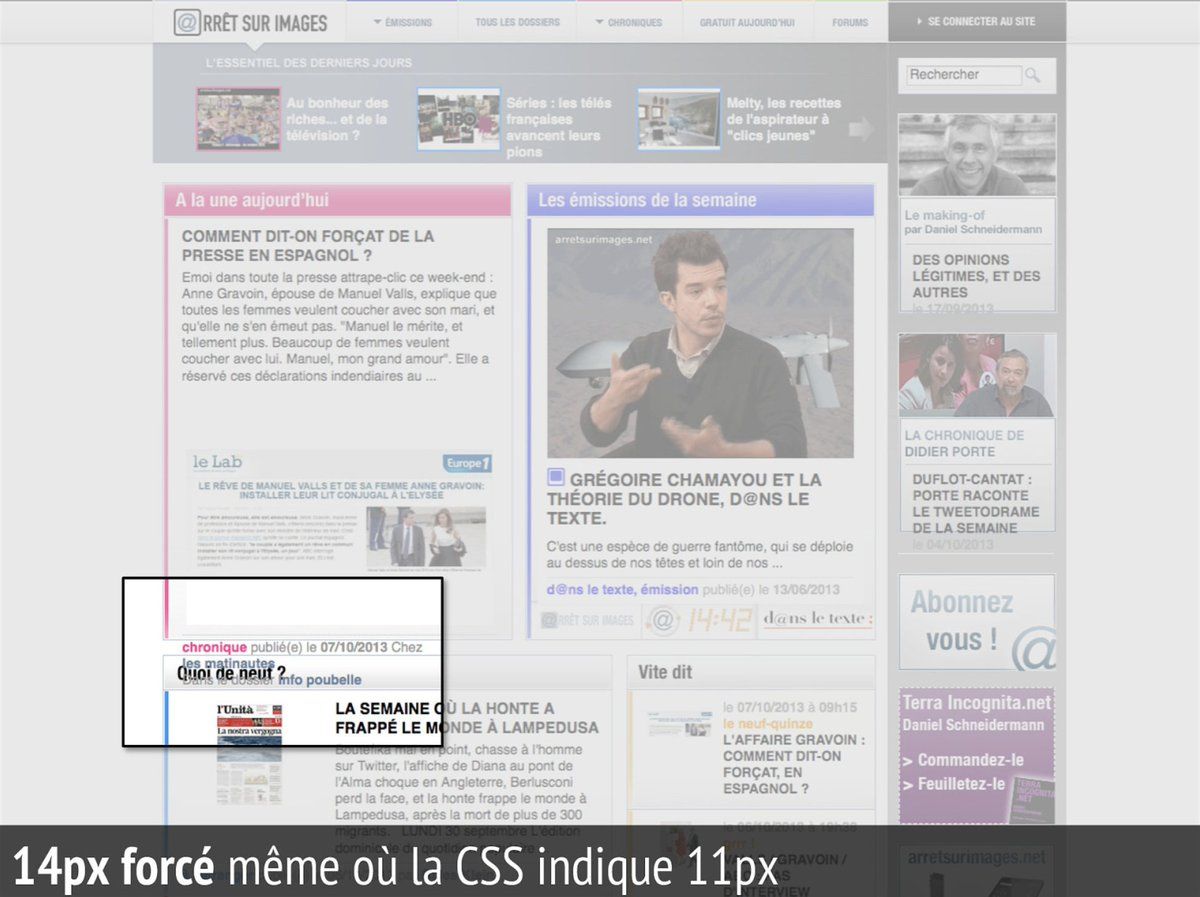 @RRÊT SUR IMAGES
ÉMISSIONS
TOUS LES DOSSIERS
CHRONIQUES
GRATUIT AUJOURD'HUI
FORUMS
SE CONNECTER AU SITE
L'ESSENTIEL DES DERNIERS JOURS
Au bonheur des
riches... et de la
télévision ?
HBO
Séries : les télés
françaises
avancent leurs
pions
Melty, les recettes
de l'aspirateur à
"clics jeunes"
Rechercher
Le making-of
par Daniel Schneidermann
DES OPINIONS
LÉGITIMES, ET DES
AUTRES
le 17/09/2013
LA CHRONIQUE DE
DIDIER PORTE
DUFLOT-CANTAT :
PORTE RACONTE
LE TWEETODRAME
DE LA SEMAINE
le 04/10/2013
Abonnez
vous !
@
Terra Incognita.net
Daniel Schneidermann
> Commandez-le
> Feuilletez-le
TERRA
INCOGNITA
.NET
arretsurimages.net
A la une aujourd'hui
COMMENT DIT-ON FORÇAT DE LA
PRESSE EN ESPAGNOL ?
Emoi dans toute la presse attrape-clic ce week-end :
Anne Gravoin, épouse de Manuel Valls, explique que
toutes les femmes veulent coucher avec son mari, et
qu'elle ne s'en émeut pas. "Manuel le mérite, et
tellement plus. Beaucoup de femmes veulent
coucher avec lui. Manuel, mon grand amour". Elle a
réservé ces déclarations indendiaires au ...
le Lab
Europe1
LE RÊVE DE MANUEL VALLS ET DE SA FEMME ANNE GRAVOIN:
INSTALLER LEUR LIT CONJUGAL À L'ELYSÉE
Les émissions de la semaine
arretsurimages.net
GRÉGOIRE CHAMAYOU ET LA
THÉORIE DU DRONE, D@NS LE
TEXTE.
C'est une espèce de guerre fantôme, qui se déploie
au dessus de nos têtes et loin de nos ...
d@ns le texte, émission publié(e) le 13/06/2013
@RRÊT SUR IMAGES
@ 14:42
d@ns le texte :
chronique publié(e) le 07/10/2013 Chez
les matinautes
Dans le dossier Info poubelle
Quoi de neuf ?
l'Unità
La nostra vergogna
LA SEMAINE OÙ LA HONTE A
FRAPPÉ LE MONDE À LAMPEDUSA
Bouteflka mal en point, chasse à l'homme
sur Twitter, l'affiche de Diana au pont de
l'Alma choque en Angleterre, Berlusconi
perd la face, et la honte frappe le monde à
Lampedusa, après la mort de plus de 300
migrants. LUNDI 30 septembre L'édition
Vite dit
le 07/10/2013 à 09h15
le neuf-quinze
L'AFFAIRE GRAVOIN :
COMMENT DIT-ON
FORÇAT, EN
ESPAGNOL ?
14px forcé même où la CSS indique 11px